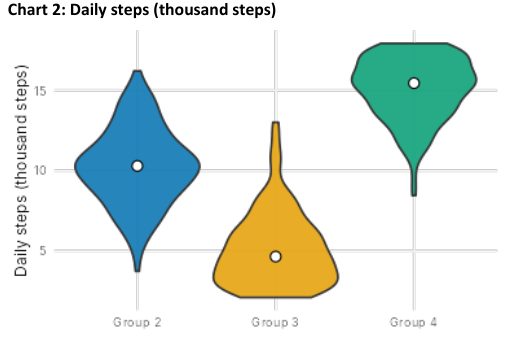 Chart 2: Daily steps (thousand steps)
Daily steps (thousand steps)
15
10
5
Group 2
Group 3
Group 4